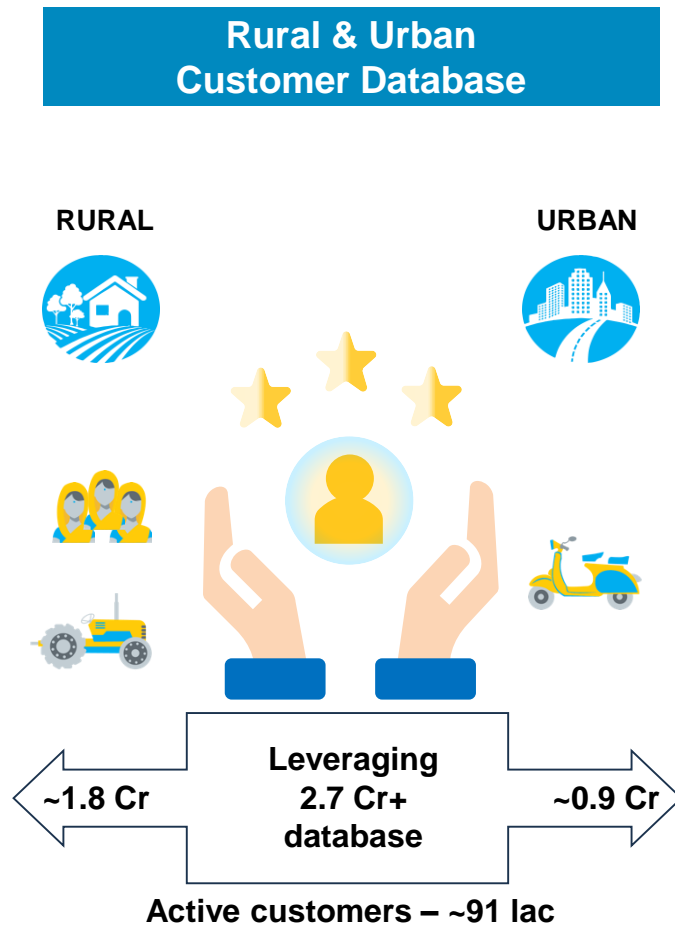 Rural & Urban
Customer Database
RURAL
URBAN
~1.8 Cr
Leveraging
2.7 Cr+
database
~0.9 Cr
Active customers – ~91 lac